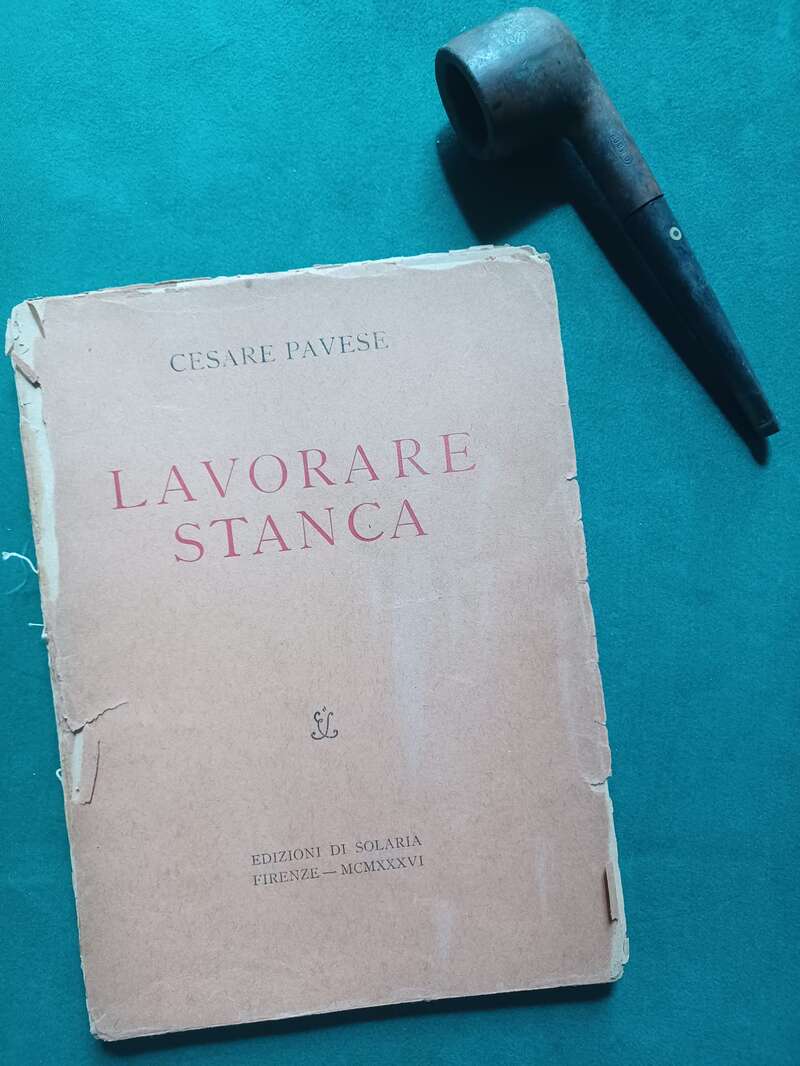 CESARE PAVESE
LAVORARE
STANCA
EDIZIONI DI SOLARIA
FIRENZE — MCMXXXVI